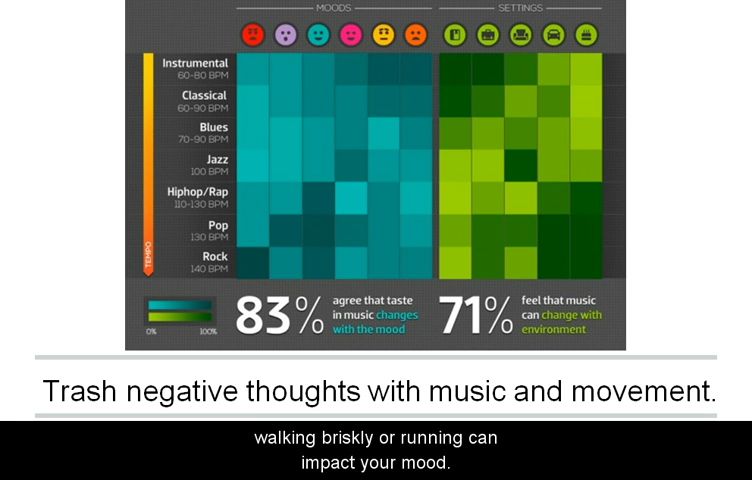 MOODS
SETTINGS
Instrumental
60-80 BPM
Classical
60-90 BPM
Blues
70-90 BPM
Jazz
100 BPM
Hiphop/Rap
110-130 BPM
Pop
130 BPM
Rock
140 BPM
TEMPO
0%
100%
83%
agree that taste
in music changes
with the mood
71%
feel that music
can change with
environment
Trash negative thoughts with music and movement.
walking briskly or running can
impact your mood.